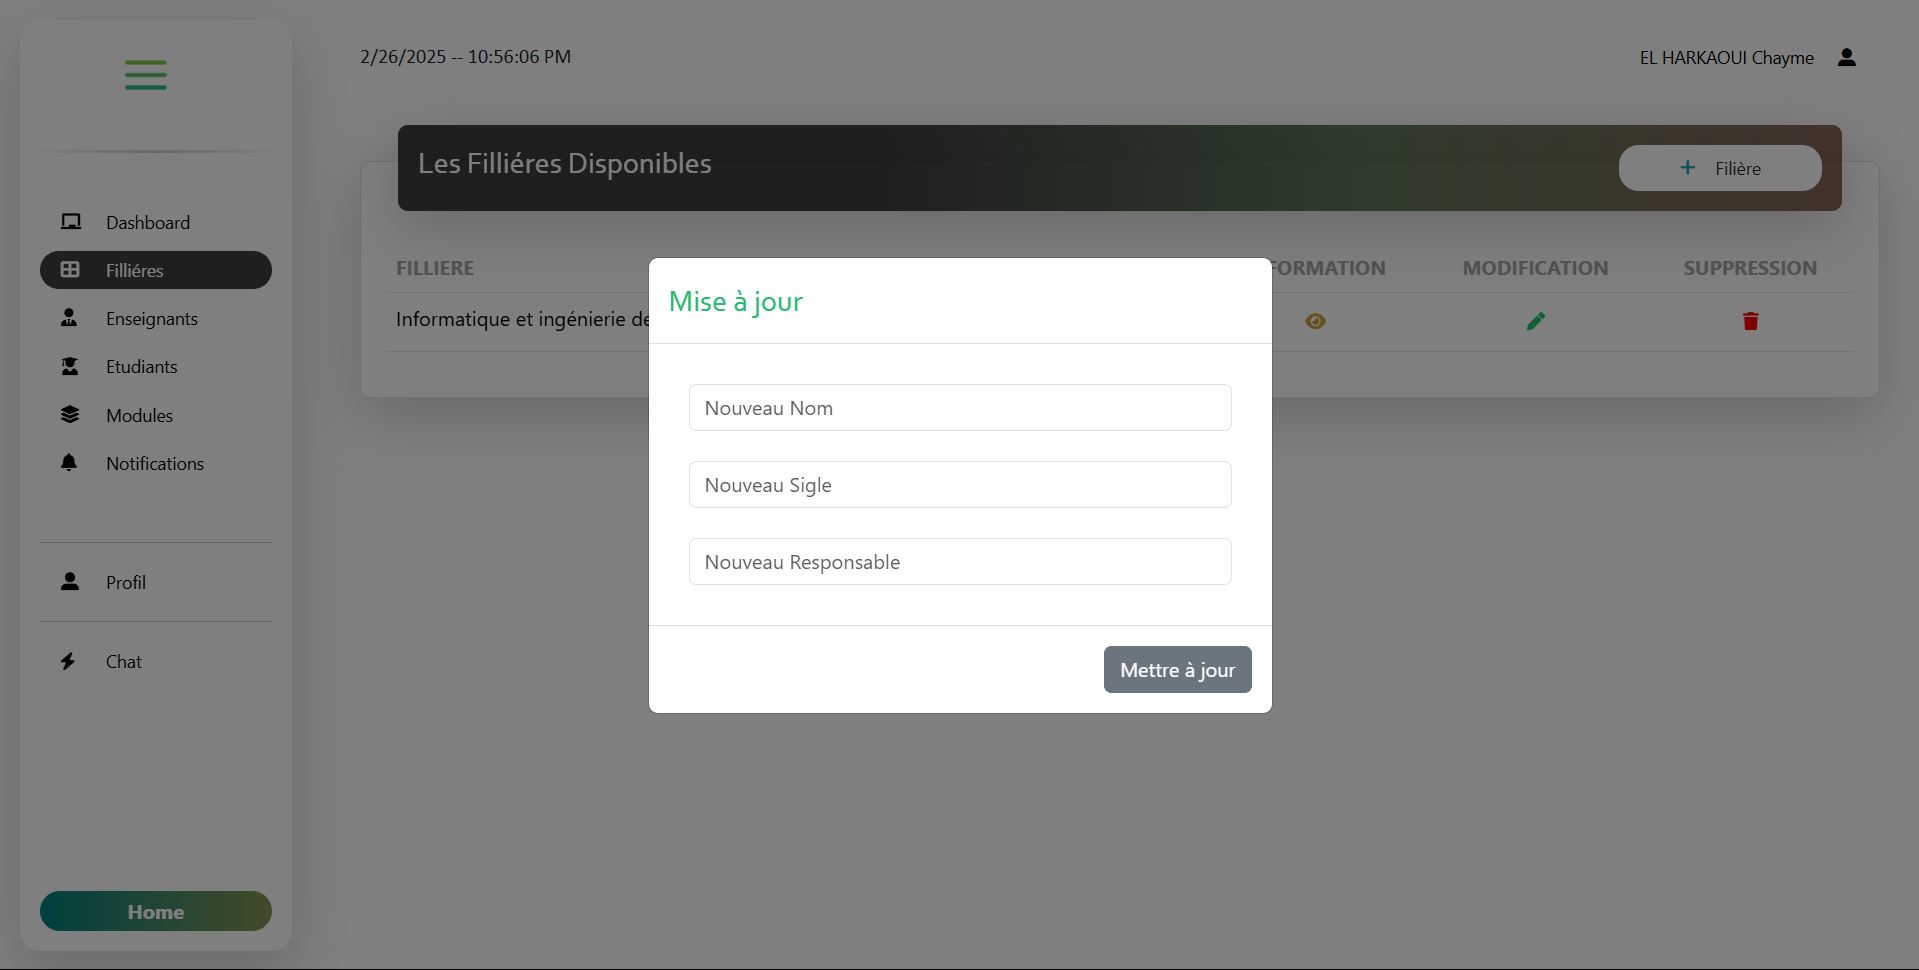 2/26/2025 -- 10:56:06 PM
EL HARKAOUI Chayme
Dashboard
Filliéres
Enseignants
Etudiants
Modules
Notifications
Profil
Chat
Home
Les Filliéres Disponibles
Filière
FILLIERE
FORMATION
MODIFICATION
SUPPRESSION
Informatique et ingénierie de
Mise à jour
Nouveau Nom
Nouveau Sigle
Nouveau Responsable
Mettre à jour